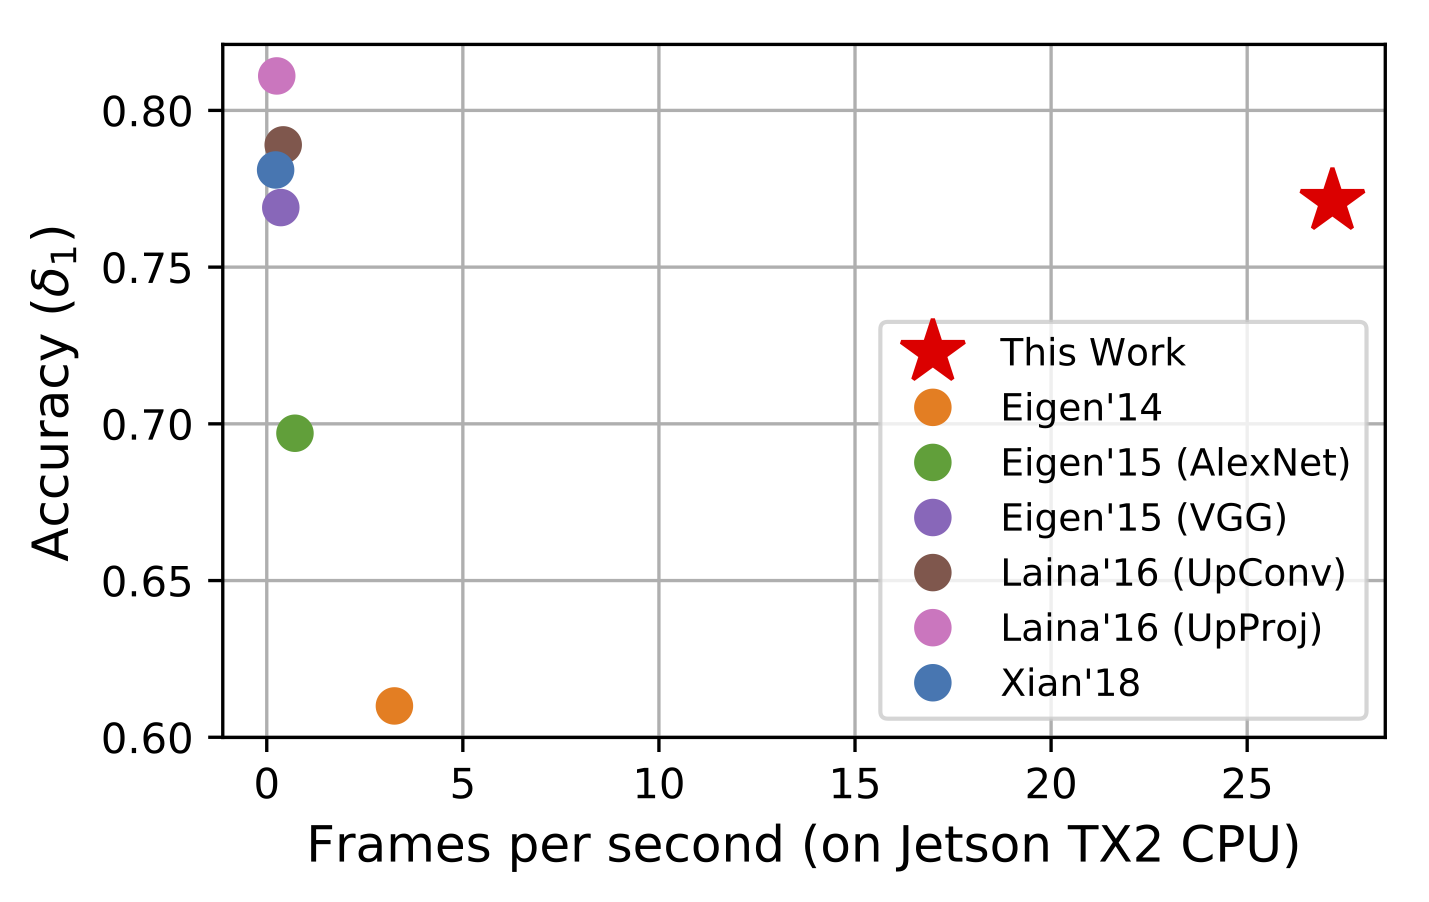 0.80
0.75
0.70
0.65
0.60
Accuracy (δ₁)
This Work
Eigen'14
Eigen'15 (AlexNet)
Eigen'15 (VGG)
Laina'16 (UpConv)
Laina'16 (UpProj)
Xian'18
0 5 10 15 20 25
Frames per second (on Jetson TX2 CPU)